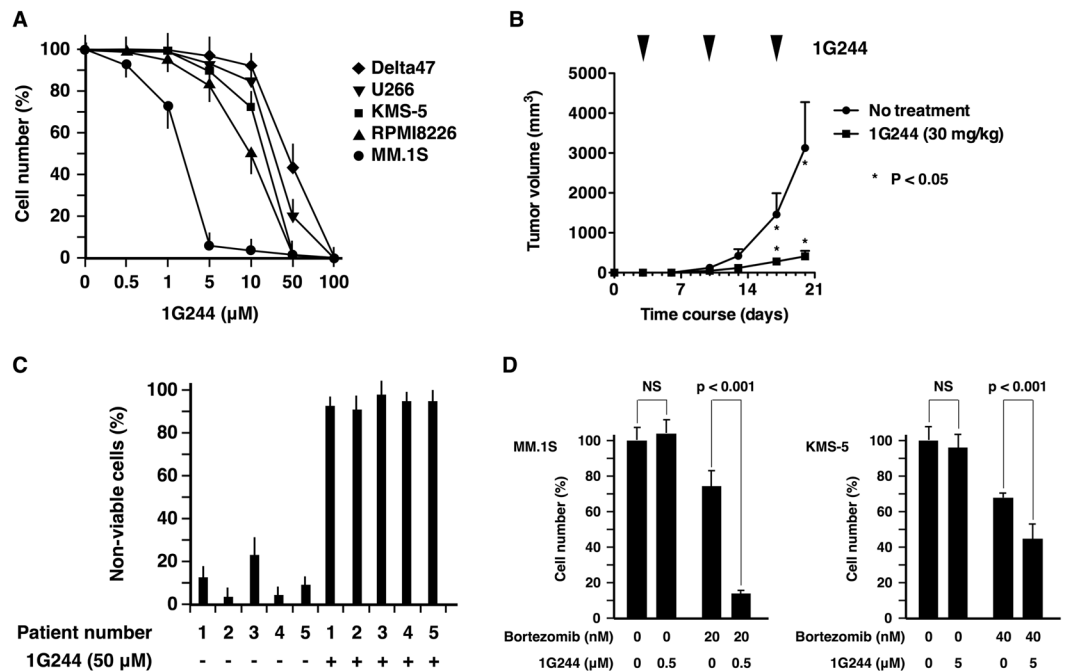 A
100
80
60
40
20
0
Cell number (%)
0 0.5 1 5 10 50 100
1G244 (µM)
Delta47
U266
KMS-5
RPMI8226
MM.1S
B
1G244
5000
4000
3000
2000
1000
0
Tumor volume (mm³)
0 7 14 21
Time course (days)
No treatment
1G244 (30 mg/kg)
* P < 0.05
*
*
*
*
C
100
80
60
40
20
0
Non-viable cells (%)
Patient number 1 2 3 4 5 1 2 3 4 5
1G244 (50 µM) - - - - - + + + + +
D
NS p < 0.001
MM.1S
100
80
60
40
20
0
Cell number (%)
Bortezomib (nM) 0 0 20 20
1G244 (µM) 0 0.5 0 0.5
NS p < 0.001
KMS-5
100
80
60
40
20
0
Cell number (%)
Bortezomib (nM) 0 0 40 40
1G244 (µM) 0 5 0 5